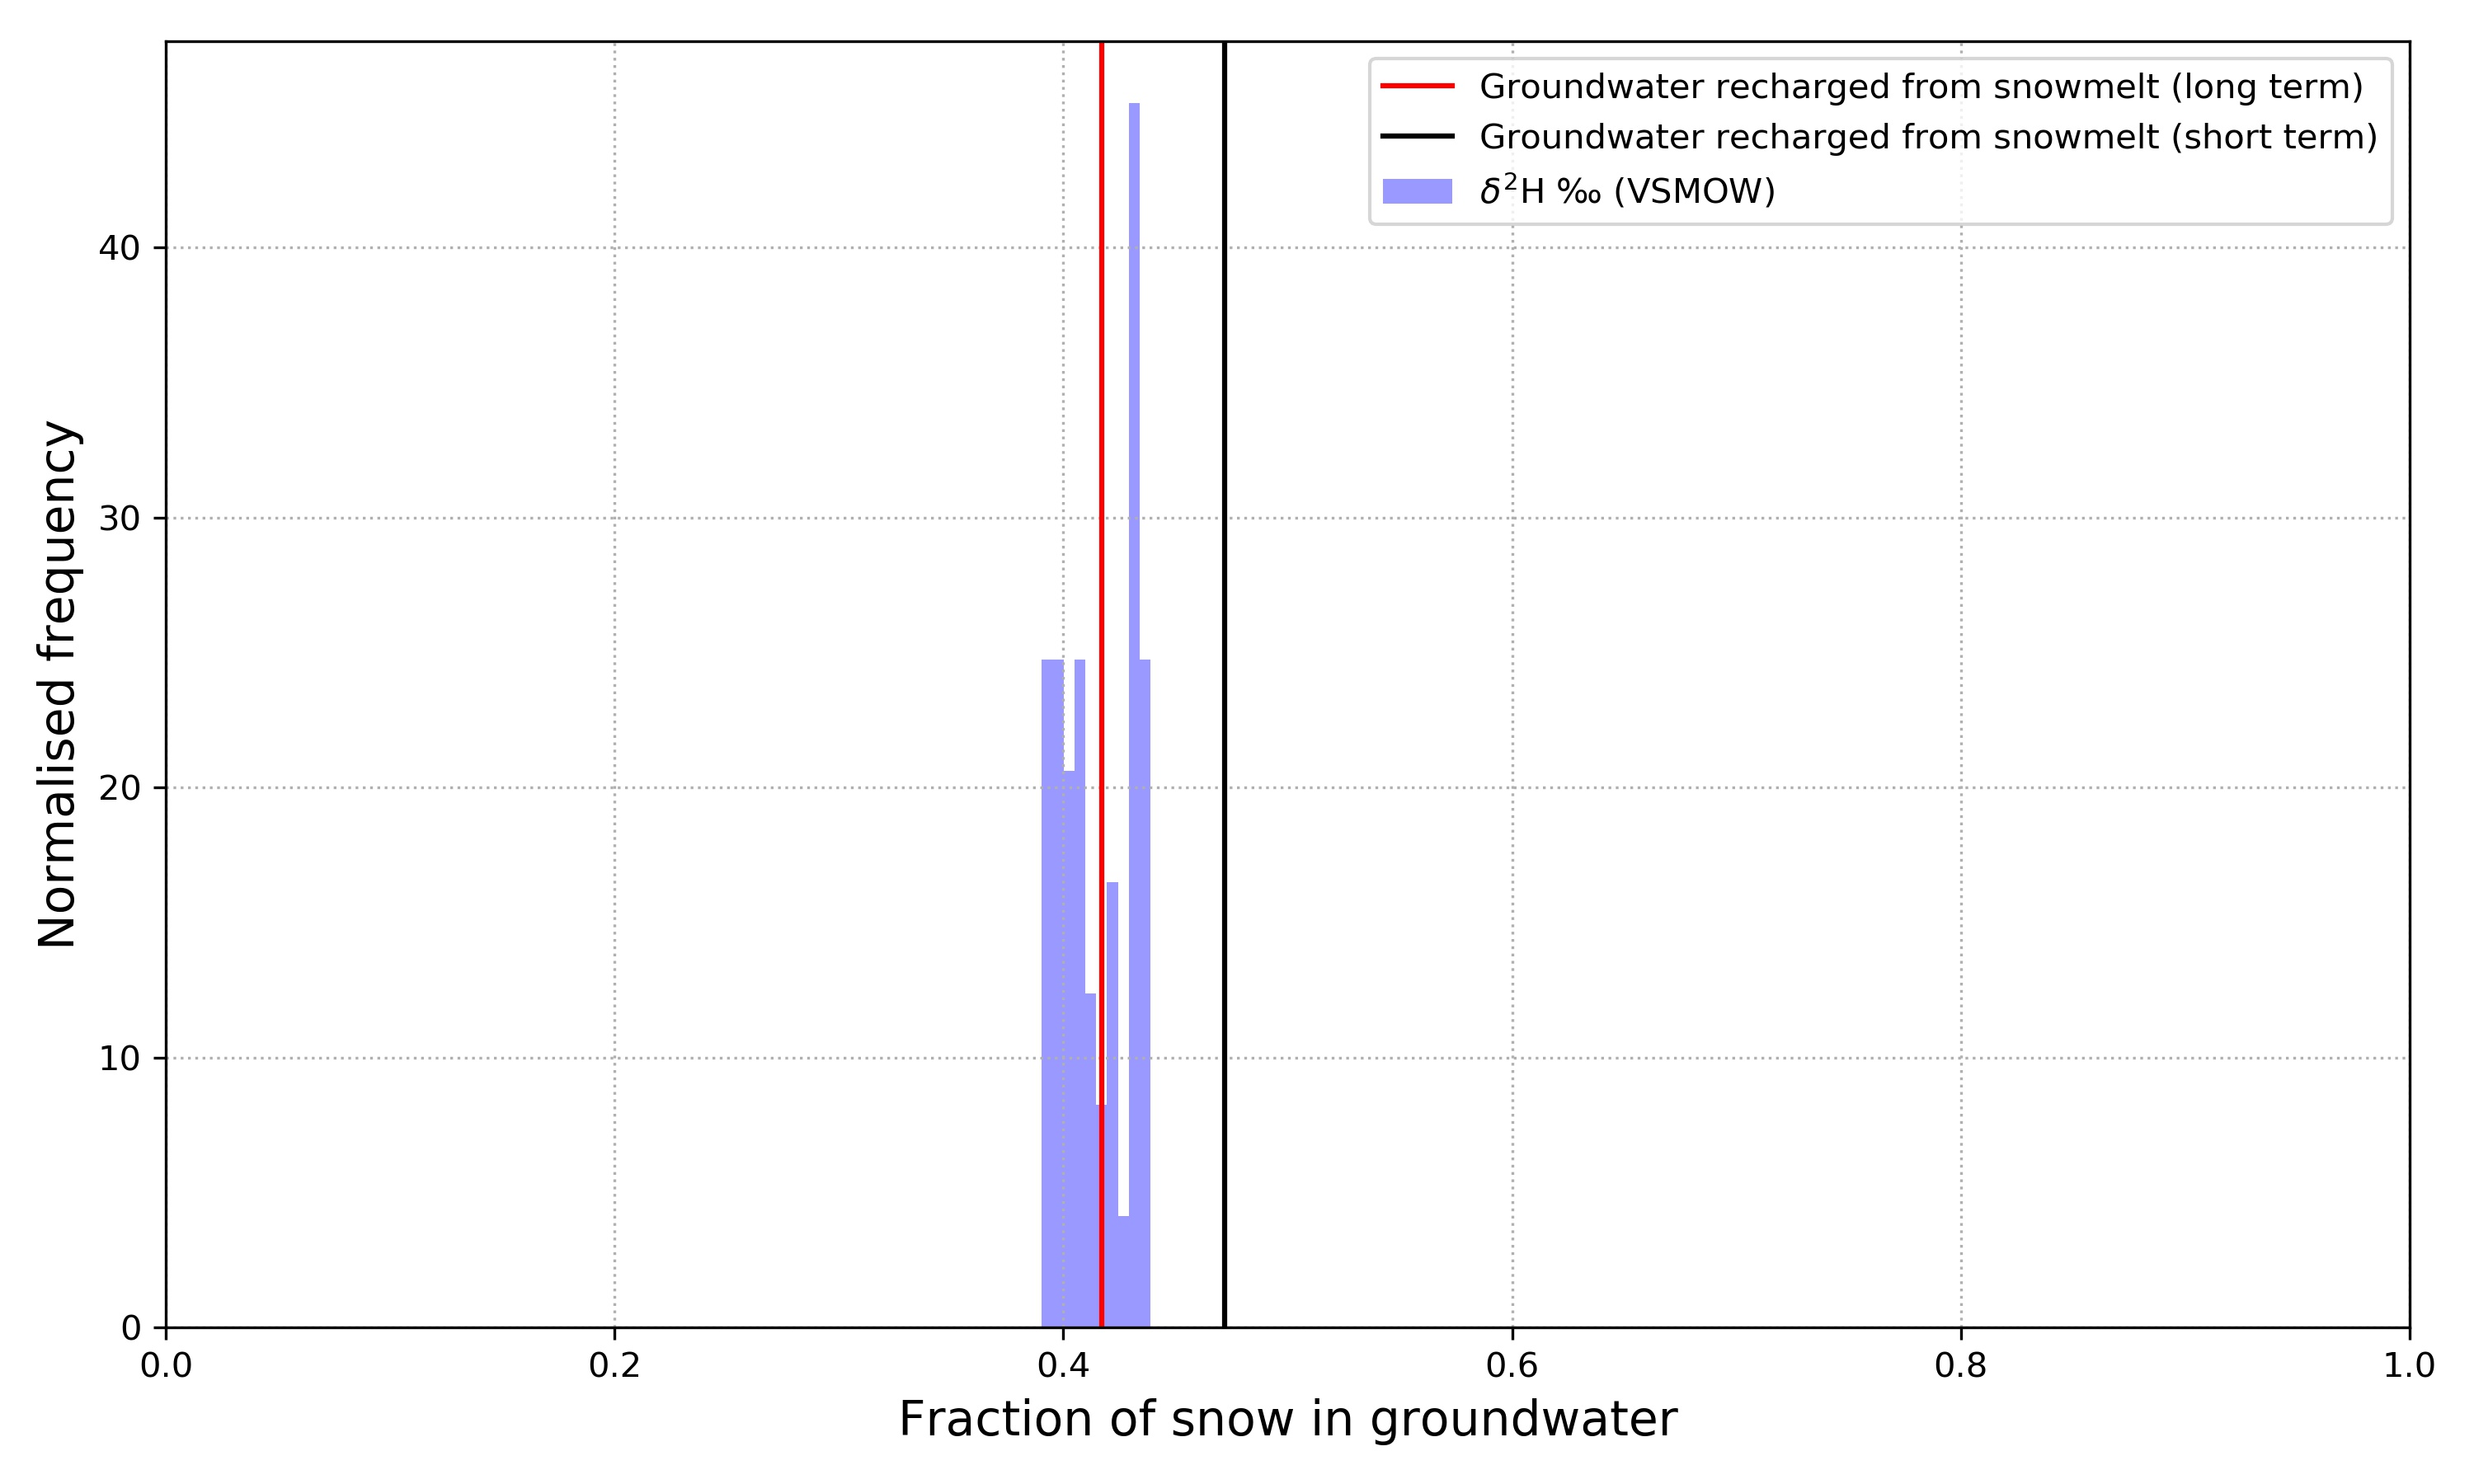 Groundwater recharged from snowmelt (long term)
Groundwater recharged from snowmelt (short term)
δ²H ‰ (VSMOW)
Normalised frequency
40
30
20
10
0
0.0 0.2 0.4 0.6 0.8 1.0
Fraction of snow in groundwater